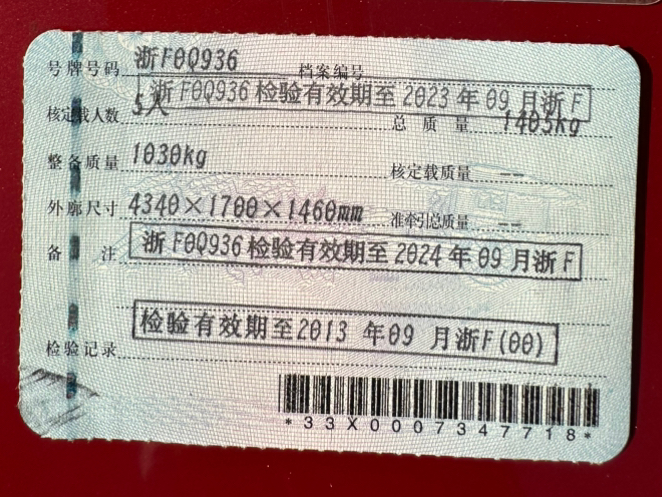 号牌号码 浙F0Q936 档案编号
浙F0Q936检验有效期至2023年09月浙F
核定载人数 5人 总质量 1405kg
整备质量 1030kg 核定载质量 --
外廓尺寸 4340×1700×1460mm 准牵引总质量 --
备注 浙F0Q936检验有效期至2024年09月浙F
检验有效期至2013年09月浙F(00)
检验记录
*33X0007347718*